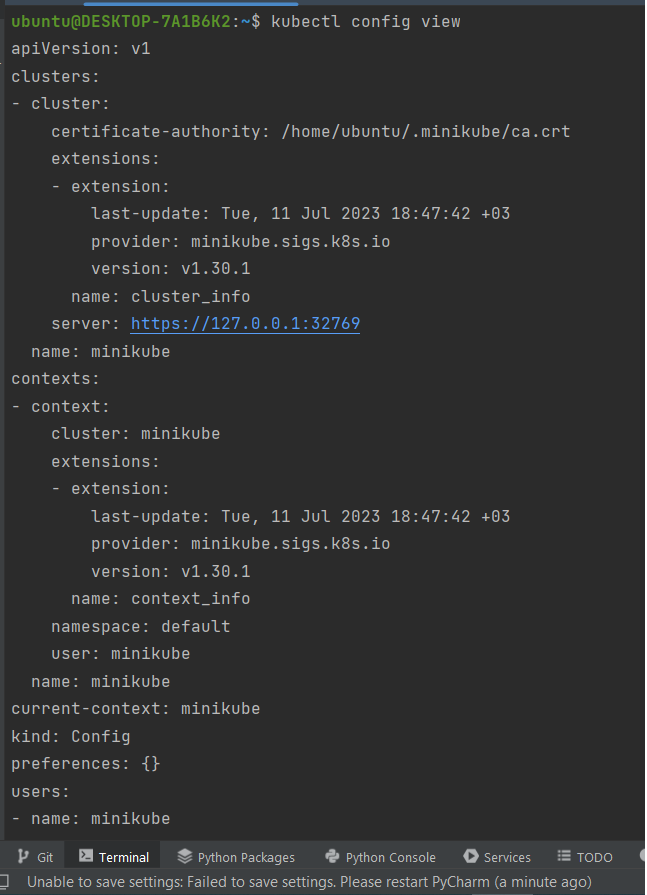 ubuntu@DESKTOP-7A1B6K2:~$ kubectl config view
apiVersion: v1
clusters:
- cluster:
    certificate-authority: /home/ubuntu/.minikube/ca.crt
    extensions:
    - extension:
        last-update: Tue, 11 Jul 2023 18:47:42 +03
        provider: minikube.sigs.k8s.io
        version: v1.30.1
      name: cluster_info
    server: https://127.0.0.1:32769
  name: minikube
contexts:
- context:
    cluster: minikube
    extensions:
    - extension:
        last-update: Tue, 11 Jul 2023 18:47:42 +03
        provider: minikube.sigs.k8s.io
        version: v1.30.1
      name: context_info
    namespace: default
    user: minikube
  name: minikube
current-context: minikube
kind: Config
preferences: {}
users:
- name: minikube
Git Terminal Python Packages Python Console Services TODO
Unable to save settings: Failed to save settings. Please restart PyCharm (a minute ago)